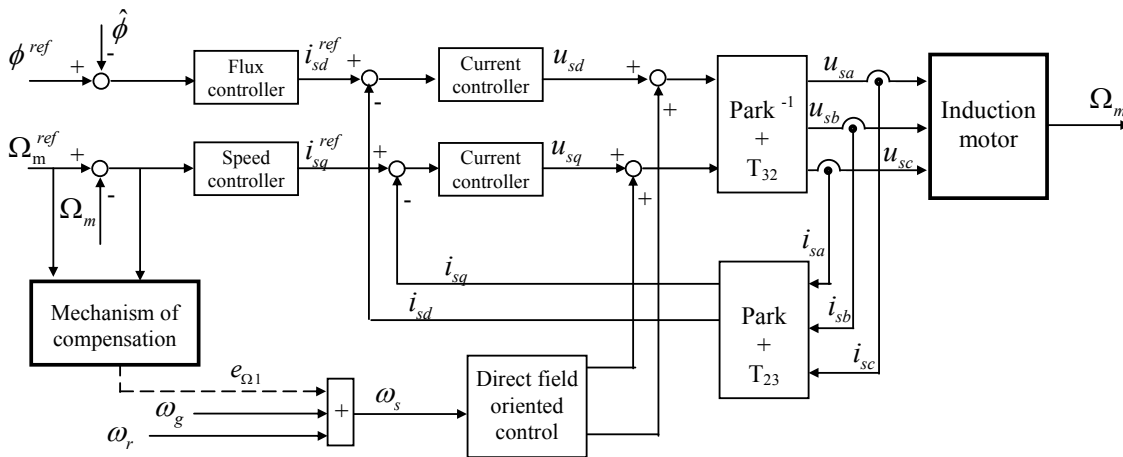 ϕ^ref
+
-
ϕ̂
Flux
controller
i_sd^ref
+
-
Current
controller
u_sd
+
+
Park ⁻¹
+
T₃₂
u_sa
u_sb
u_sc
Induction
motor
Ω_m
Ω_m^ref
+
-
Ω_m
Speed
controller
i_sq^ref
+
-
Current
controller
u_sq
+
+
i_sq
i_sd
Park
+
T₂₃
i_sa
i_sb
i_sc
Mechanism of
compensation
e_Ω1
ω_g
ω_r
+
ω_s
Direct field
oriented
control